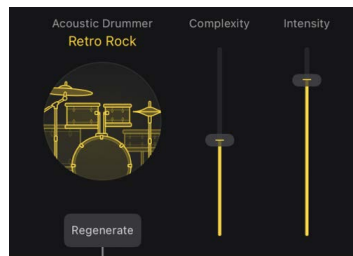 Acoustic Drummer
Retro Rock
Complexity
Intensity
Regenerate